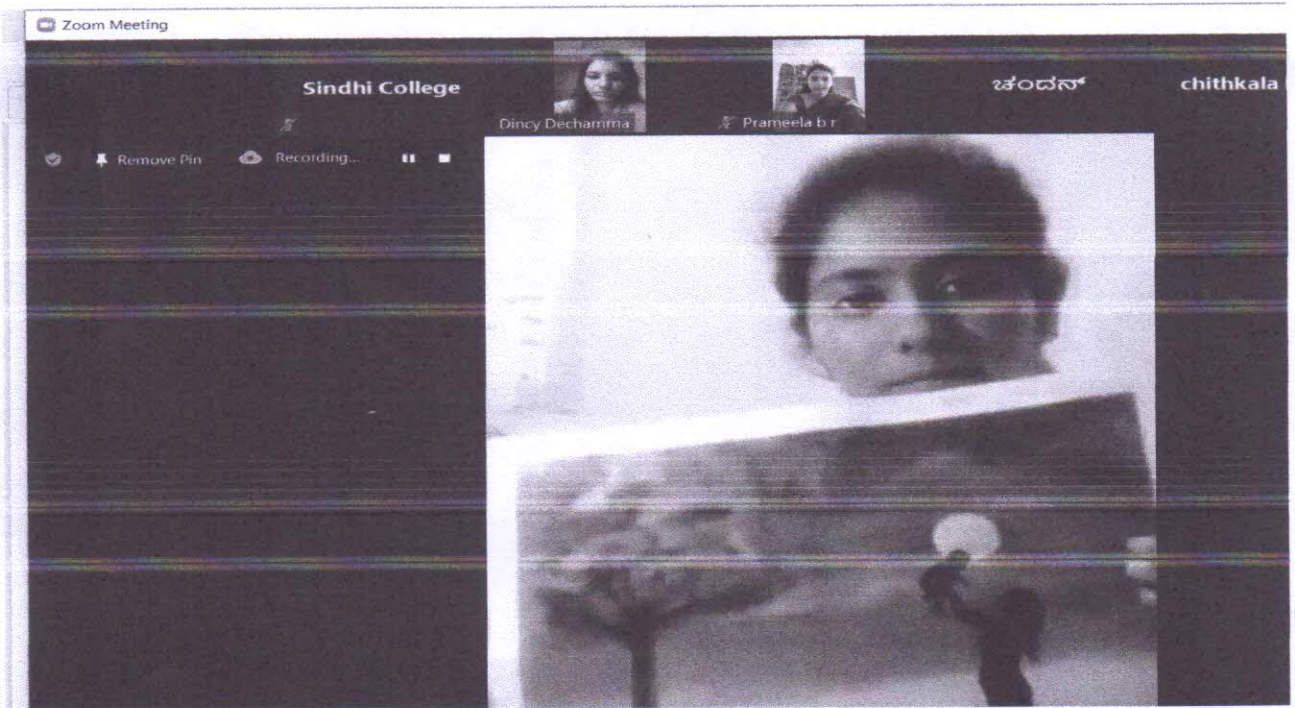 Zoom Meeting
Sindhi College
Dincy Dechamma
Prameela b r
ಚಂದನ್
chithkala
Remove Pin
Recording...